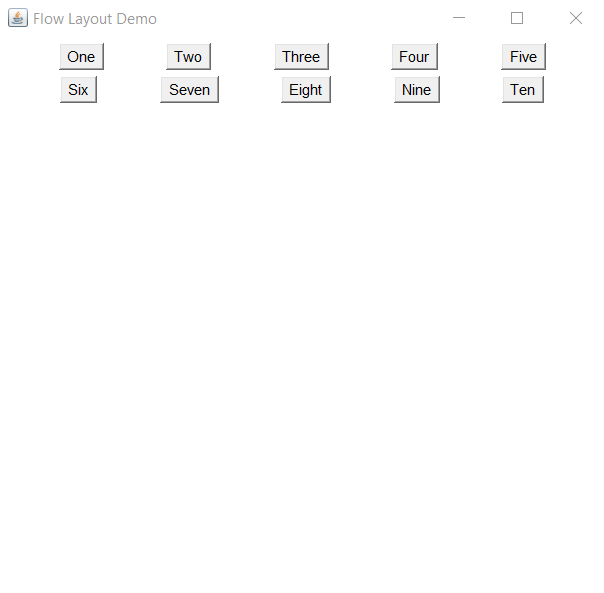 Flow Layout Demo
One Two Three Four Five
Six Seven Eight Nine Ten